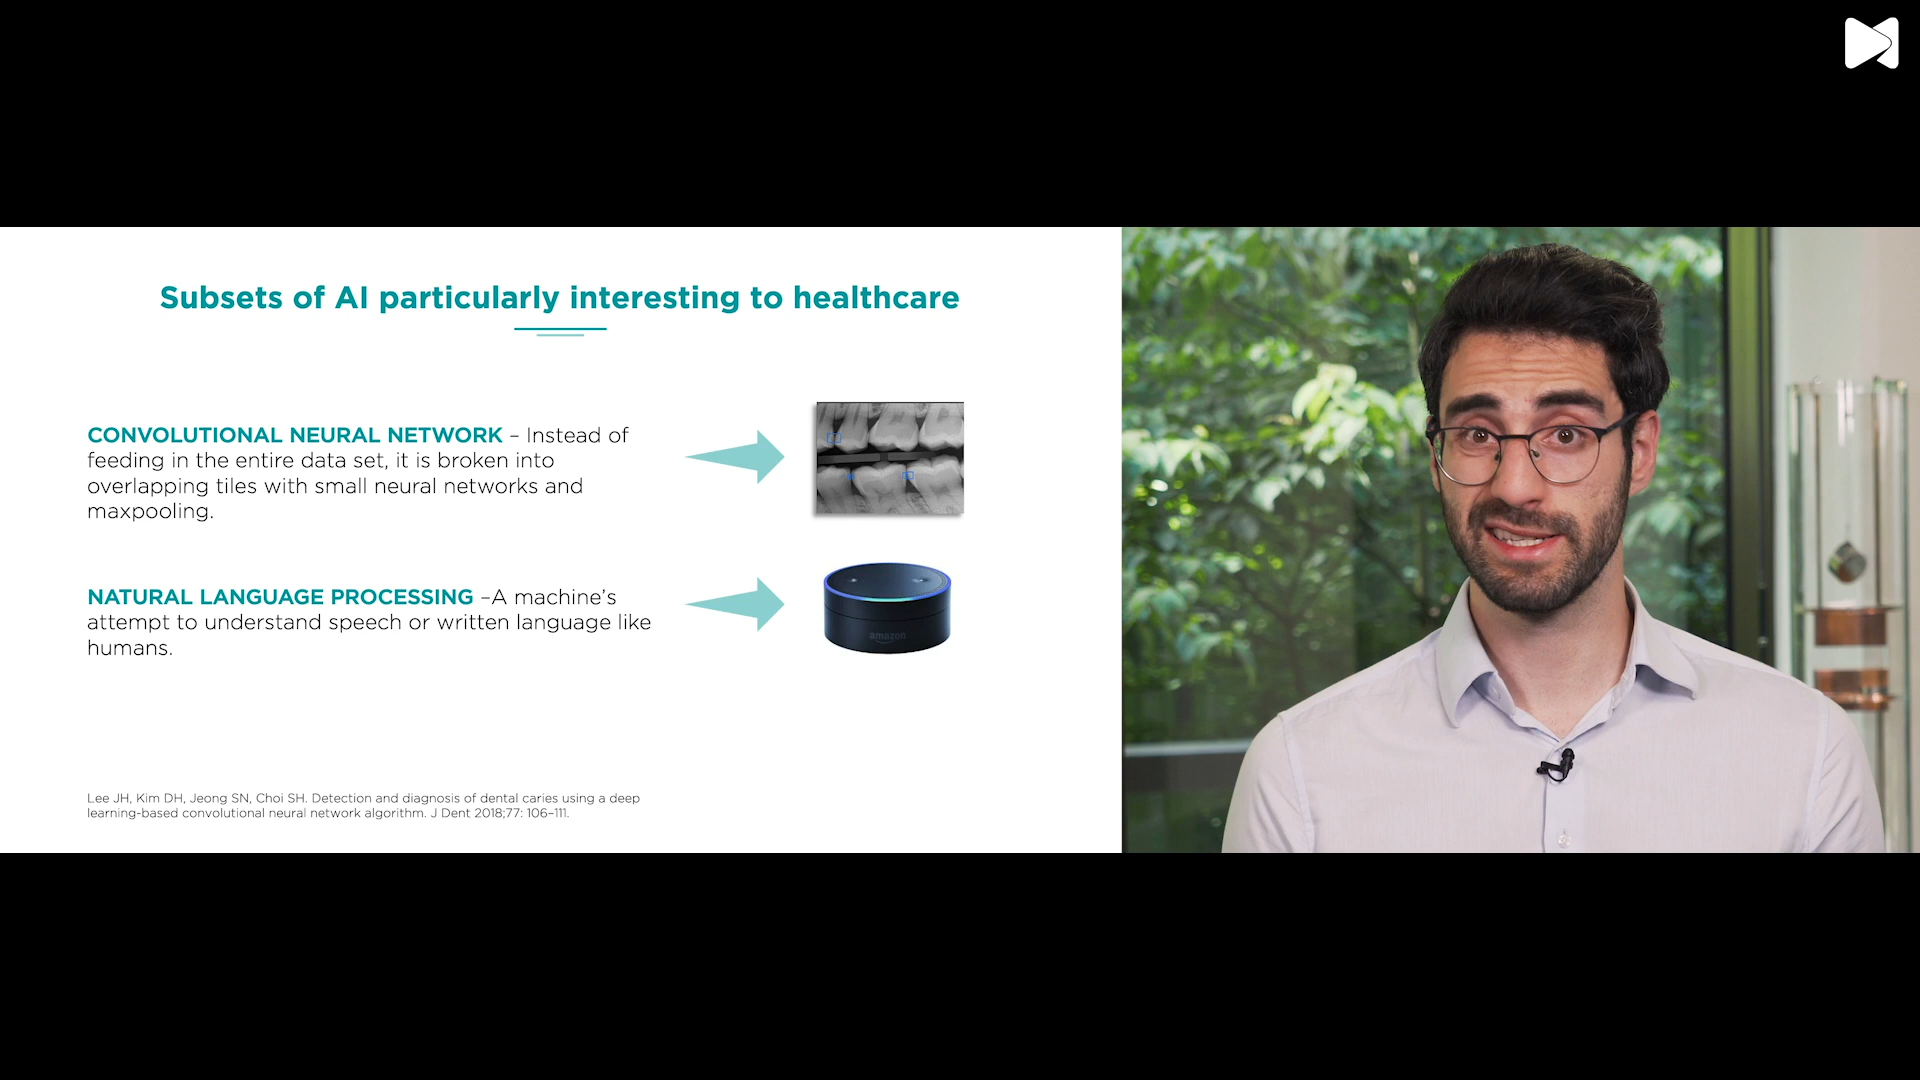 Subsets of AI particularly interesting to healthcare
CONVOLUTIONAL NEURAL NETWORK – Instead of
feeding in the entire data set, it is broken into
overlapping tiles with small neural networks and
maxpooling.
NATURAL LANGUAGE PROCESSING –A machine’s
attempt to understand speech or written language like
humans.
amazon
Lee JH, Kim DH, Jeong SN, Choi SH. Detection and diagnosis of dental caries using a deep
learning-based convolutional neural network algorithm. J Dent 2018;77: 106–111.